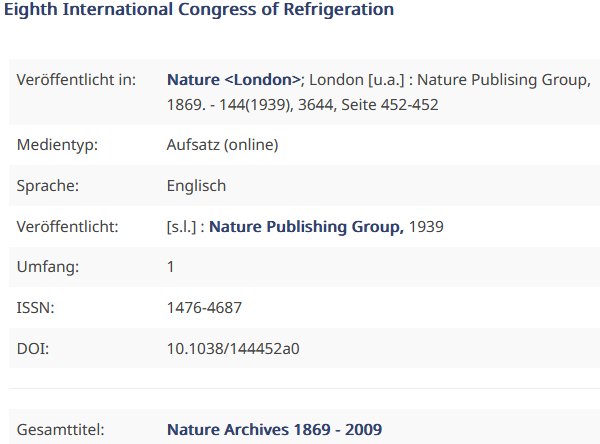 Eighth International Congress of Refrigeration
Veröffentlicht in: Nature <London>; London [u.a.] : Nature Publising Group,
1869. - 144(1939), 3644, Seite 452-452
Medientyp: Aufsatz (online)
Sprache: Englisch
Veröffentlicht: [s.l.] : Nature Publishing Group, 1939
Umfang: 1
ISSN: 1476-4687
DOI: 10.1038/144452a0
Gesamttitel: Nature Archives 1869 - 2009